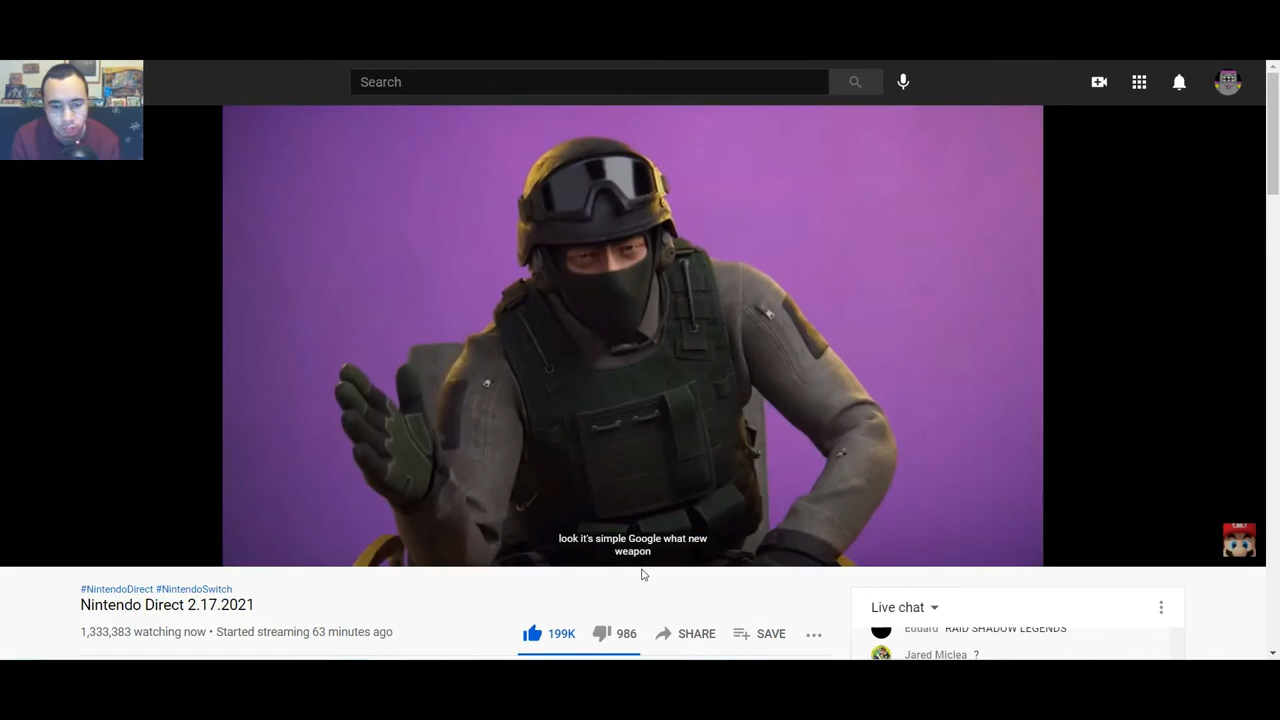 Search
look it's simple Google what new
weapon
#NintendoDirect #NintendoSwitch
Nintendo Direct 2.17.2021
1,333,383 watching now • Started streaming 63 minutes ago
199K
986
SHARE
SAVE
Live chat
Eduard RAID SHADOW LEGENDS
Jared Miclea ?